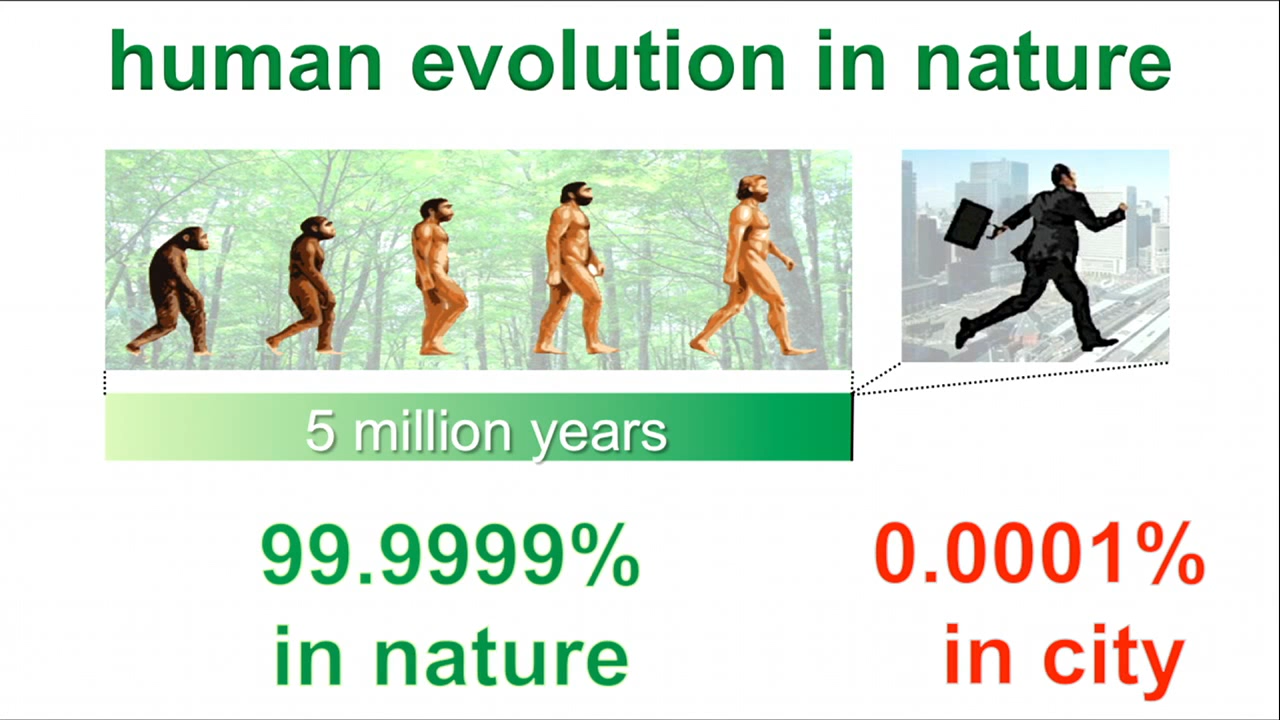 human evolution in nature
5 million years
99.9999%
in nature
0.0001%
in city